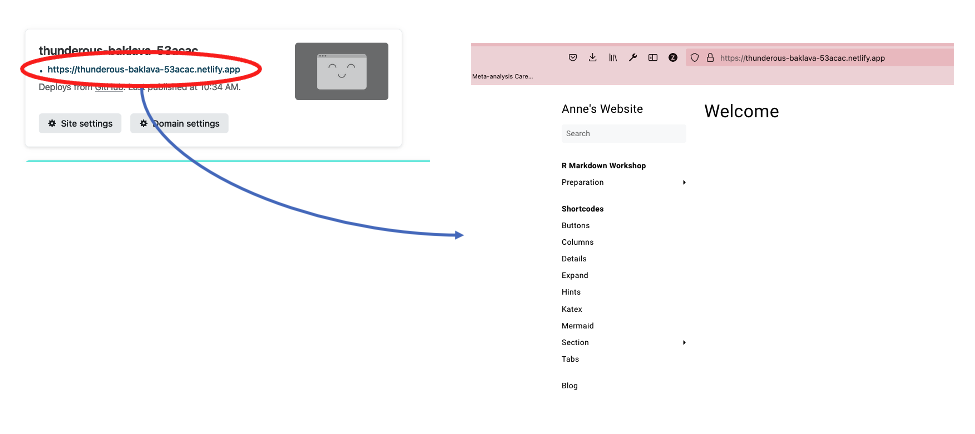 thunderous-baklava-53acac
https://thunderous-baklava-53acac.netlify.app
Deploys from GitHub. Last published at 10:34 AM.
Site settings
Domain settings
https://thunderous-baklava-53acac.netlify.app
Meta-analysis Care...
Anne's Website
Search
R Markdown Workshop
Preparation
Shortcodes
Buttons
Columns
Details
Expand
Hints
Katex
Mermaid
Section
Tabs
Blog
Welcome